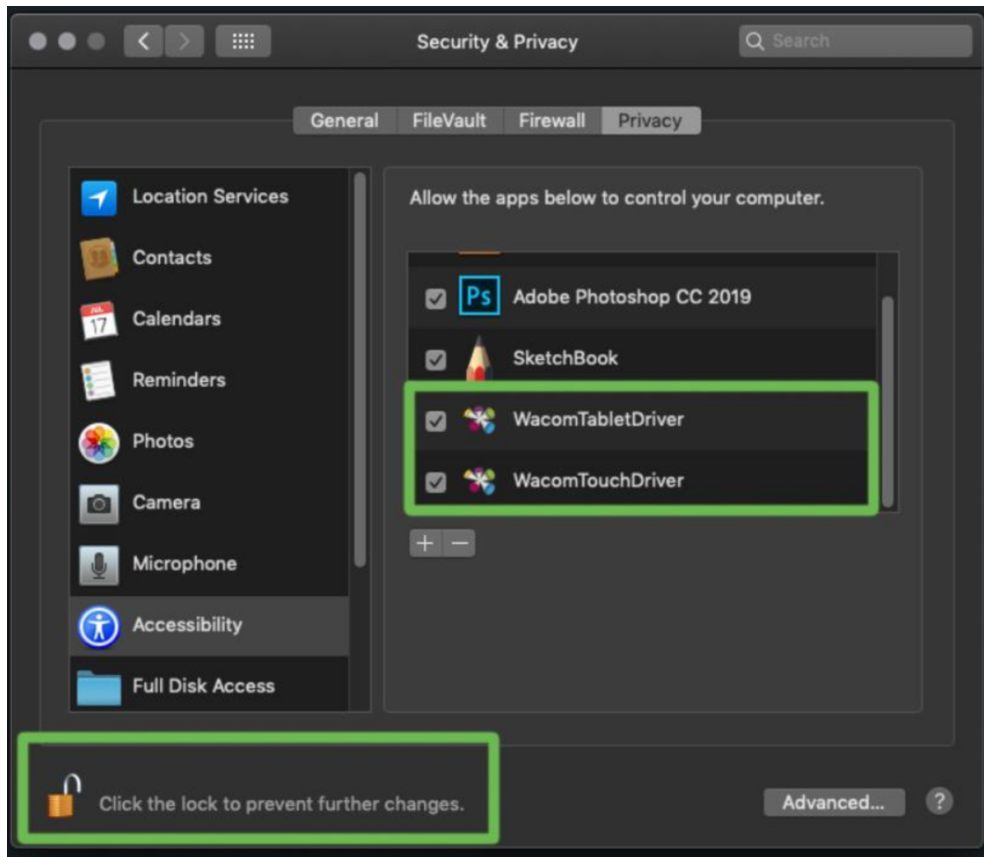 Security & Privacy
Search
General FileVault Firewall Privacy
Location Services
Contacts
JUL
17
Calendars
Reminders
Photos
Camera
Microphone
Accessibility
Full Disk Access
Allow the apps below to control your computer.
Ps Adobe Photoshop CC 2019
SketchBook
WacomTabletDriver
WacomTouchDriver
+ −
Click the lock to prevent further changes.
Advanced... ?